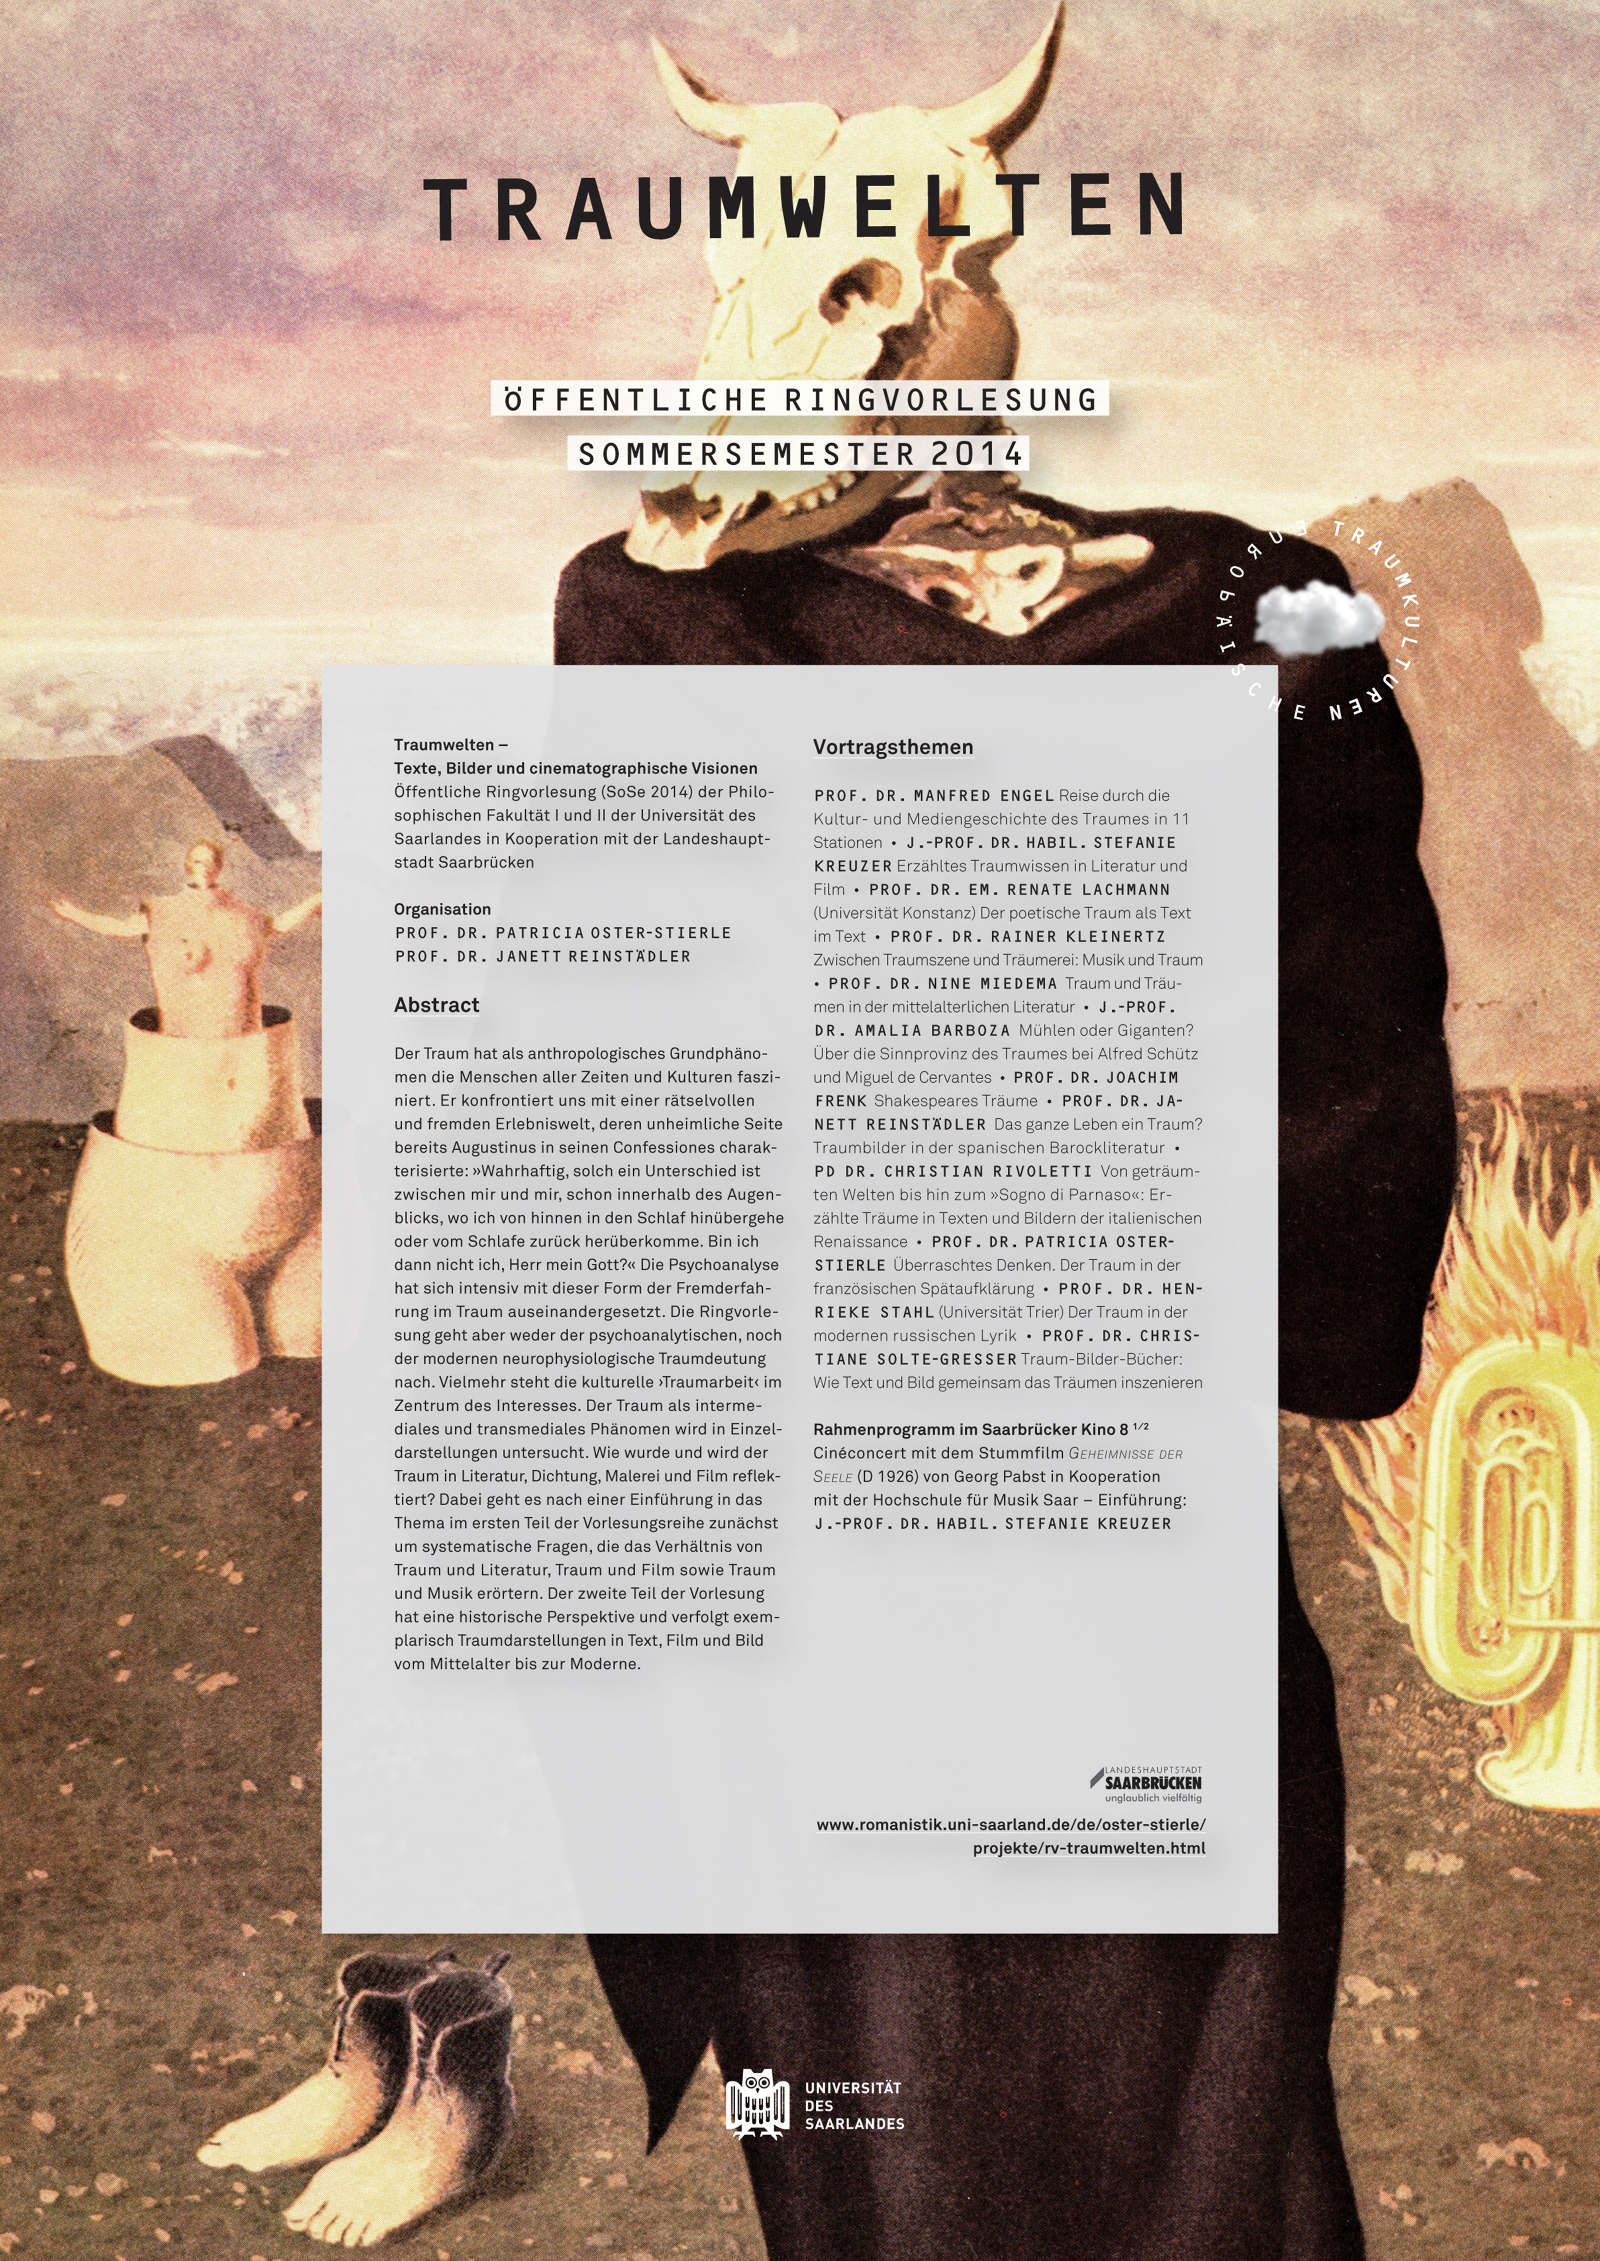 TRAUMWELTEN
ÖFFENTLICHE RINGVORLESUNG
SOMMERSEMESTER 2014
EUROPÄISCHE TRAUMKULTUREN
Traumwelten –
Texte, Bilder und cinematographische Visionen
Öffentliche Ringvorlesung (SoSe 2014) der Philo-
sophischen Fakultät I und II der Universität des
Saarlandes in Kooperation mit der Landeshaupt-
stadt Saarbrücken
Organisation
PROF. DR. PATRICIA OSTER-STIERLE
PROF. DR. JANETT REINSTÄDLER
Abstract
Der Traum hat als anthropologisches Grundphäno-
men die Menschen aller Zeiten und Kulturen faszi-
niert. Er konfrontiert uns mit einer rätselvollen
und fremden Erlebniswelt, deren unheimliche Seite
bereits Augustinus in seinen Confessiones charak-
terisierte: »Wahrhaftig, solch ein Unterschied ist
zwischen mir und mir, schon innerhalb des Augen-
blicks, wo ich von hinnen in den Schlaf hinübergehe
oder vom Schlafe zurück herüberkomme. Bin ich
dann nicht ich, Herr mein Gott?« Die Psychoanalyse
hat sich intensiv mit dieser Form der Fremderfah-
rung im Traum auseinandergesetzt. Die Ringvorle-
sung geht aber weder der psychoanalytischen, noch
der modernen neurophysiologische Traumdeutung
nach. Vielmehr steht die kulturelle ›Traumarbeit‹ im
Zentrum des Interesses. Der Traum als interme-
diales und transmediales Phänomen wird in Einzel-
darstellungen untersucht. Wie wurde und wird der
Traum in Literatur, Dichtung, Malerei und Film reflek-
tiert? Dabei geht es nach einer Einführung in das
Thema im ersten Teil der Vorlesungsreihe zunächst
um systematische Fragen, die das Verhältnis von
Traum und Literatur, Traum und Film sowie Traum
und Musik erörtern. Der zweite Teil der Vorlesung
hat eine historische Perspektive und verfolgt exem-
plarisch Traumdarstellungen in Text, Film und Bild
vom Mittelalter bis zur Moderne.
Vortragsthemen
PROF. DR. MANFRED ENGEL Reise durch die
Kultur- und Mediengeschichte des Traumes in 11
Stationen • J.-PROF. DR. HABIL. STEFANIE
KREUZER Erzähltes Traumwissen in Literatur und
Film • PROF. DR. EM. RENATE LACHMANN
(Universität Konstanz) Der poetische Traum als Text
im Text • PROF. DR. RAINER KLEINERTZ
Zwischen Traumszene und Träumerei: Musik und Traum
• PROF. DR. NINE MIEDEMA Traum und Träu-
men in der mittelalterlichen Literatur • J.-PROF.
DR. AMALIA BARBOZA Mühlen oder Giganten?
Über die Sinnprovinz des Traumes bei Alfred Schütz
und Miguel de Cervantes • PROF. DR. JOACHIM
FRENK Shakespeares Träume • PROF. DR. JA-
NETT REINSTÄDLER Das ganze Leben ein Traum?
Traumbilder in der spanischen Barockliteratur •
PD DR. CHRISTIAN RIVOLETTI Von geträum-
ten Welten bis hin zum »Sogno di Parnaso«: Er-
zählte Träume in Texten und Bildern der italienischen
Renaissance • PROF. DR. PATRICIA OSTER-
STIERLE Überraschtes Denken. Der Traum in der
französischen Spätaufklärung • PROF. DR. HEN-
RIEKE STAHL (Universität Trier) Der Traum in der
modernen russischen Lyrik • PROF. DR. CHRIS-
TIANE SOLTE-GRESSER Traum-Bilder-Bücher:
Wie Text und Bild gemeinsam das Träumen inszenieren
Rahmenprogramm im Saarbrücker Kino 8 1/2
Cinéconcert mit dem Stummfilm GEHEIMNISSE DER
SEELE (D 1926) von Georg Pabst in Kooperation
mit der Hochschule für Musik Saar – Einführung:
J.-PROF. DR. HABIL. STEFANIE KREUZER
LANDESHAUPTSTADT
SAARBRÜCKEN
unglaublich vielfältig
www.romanistik.uni-saarland.de/de/oster-stierle/
projekte/rv-traumwelten.html
UNIVERSITÄT
DES
SAARLANDES